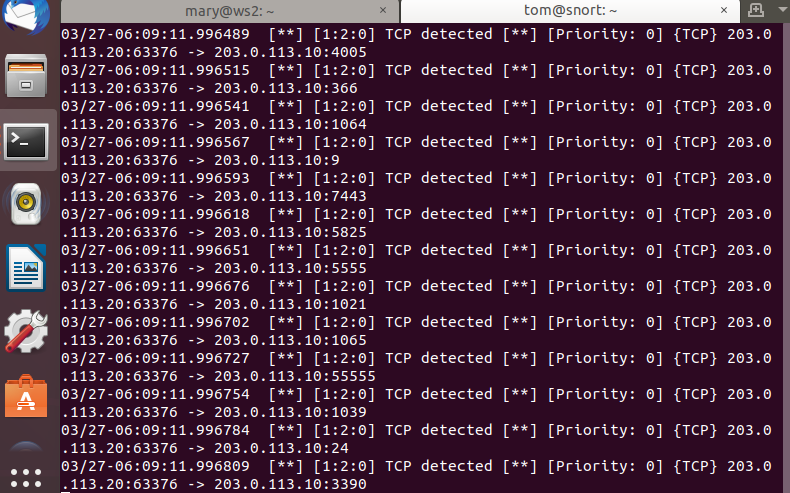 mary@ws2: ~ ×
tom@snort: ~ ×
03/27-06:09:11.996489  [**] [1:2:0] TCP detected [**] [Priority: 0] {TCP} 203.0
.113.20:63376 -> 203.0.113.10:4005
03/27-06:09:11.996515  [**] [1:2:0] TCP detected [**] [Priority: 0] {TCP} 203.0
.113.20:63376 -> 203.0.113.10:366
03/27-06:09:11.996541  [**] [1:2:0] TCP detected [**] [Priority: 0] {TCP} 203.0
.113.20:63376 -> 203.0.113.10:1064
03/27-06:09:11.996567  [**] [1:2:0] TCP detected [**] [Priority: 0] {TCP} 203.0
.113.20:63376 -> 203.0.113.10:9
03/27-06:09:11.996593  [**] [1:2:0] TCP detected [**] [Priority: 0] {TCP} 203.0
.113.20:63376 -> 203.0.113.10:7443
03/27-06:09:11.996618  [**] [1:2:0] TCP detected [**] [Priority: 0] {TCP} 203.0
.113.20:63376 -> 203.0.113.10:5825
03/27-06:09:11.996651  [**] [1:2:0] TCP detected [**] [Priority: 0] {TCP} 203.0
.113.20:63376 -> 203.0.113.10:5555
03/27-06:09:11.996676  [**] [1:2:0] TCP detected [**] [Priority: 0] {TCP} 203.0
.113.20:63376 -> 203.0.113.10:1021
03/27-06:09:11.996702  [**] [1:2:0] TCP detected [**] [Priority: 0] {TCP} 203.0
.113.20:63376 -> 203.0.113.10:1065
03/27-06:09:11.996727  [**] [1:2:0] TCP detected [**] [Priority: 0] {TCP} 203.0
.113.20:63376 -> 203.0.113.10:55555
03/27-06:09:11.996754  [**] [1:2:0] TCP detected [**] [Priority: 0] {TCP} 203.0
.113.20:63376 -> 203.0.113.10:1039
03/27-06:09:11.996784  [**] [1:2:0] TCP detected [**] [Priority: 0] {TCP} 203.0
.113.20:63376 -> 203.0.113.10:24
03/27-06:09:11.996809  [**] [1:2:0] TCP detected [**] [Priority: 0] {TCP} 203.0
.113.20:63376 -> 203.0.113.10:3390